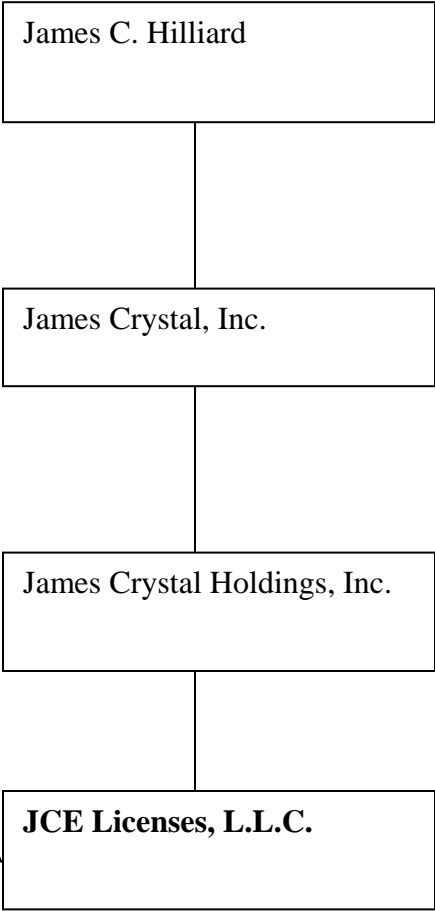 James C. Hilliard
James Crystal, Inc.
James Crystal Holdings, Inc.
JCE Licenses, L.L.C.